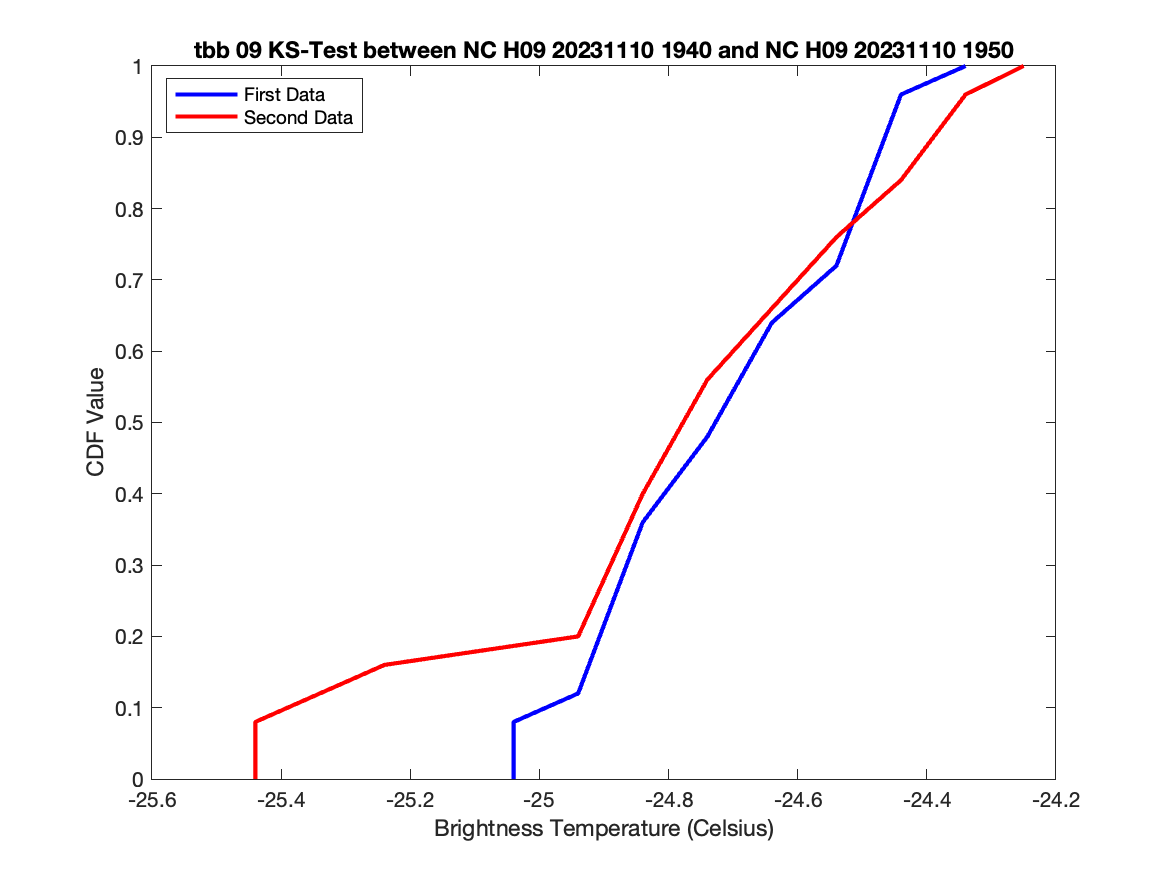 tbb 09 KS-Test between NC H09 20231110 1940 and NC H09 20231110 1950
First Data
Second Data
1
0.9
0.8
0.7
0.6
0.5
0.4
0.3
0.2
0.1
0
CDF Value
-25.6 -25.4 -25.2 -25 -24.8 -24.6 -24.4 -24.2
Brightness Temperature (Celsius)